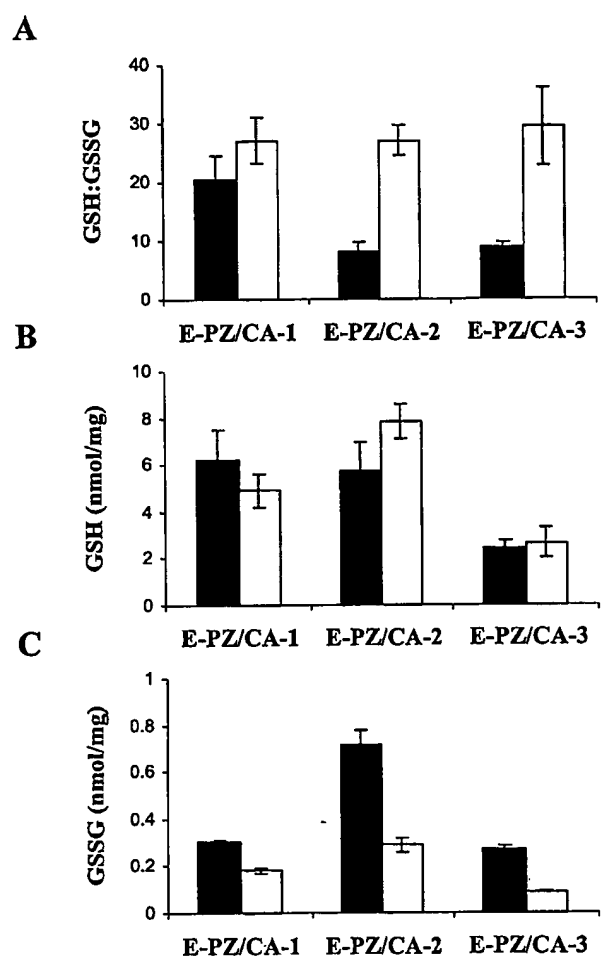 A
GSH:GSSG
40
30
20
10
0
E-PZ/CA-1 E-PZ/CA-2 E-PZ/CA-3
B
GSH (nmol/mg)
10
8
6
4
2
0
E-PZ/CA-1 E-PZ/CA-2 E-PZ/CA-3
C
GSSG (nmol/mg)
1
0.8
0.6
0.4
0.2
0
E-PZ/CA-1 E-PZ/CA-2 E-PZ/CA-3